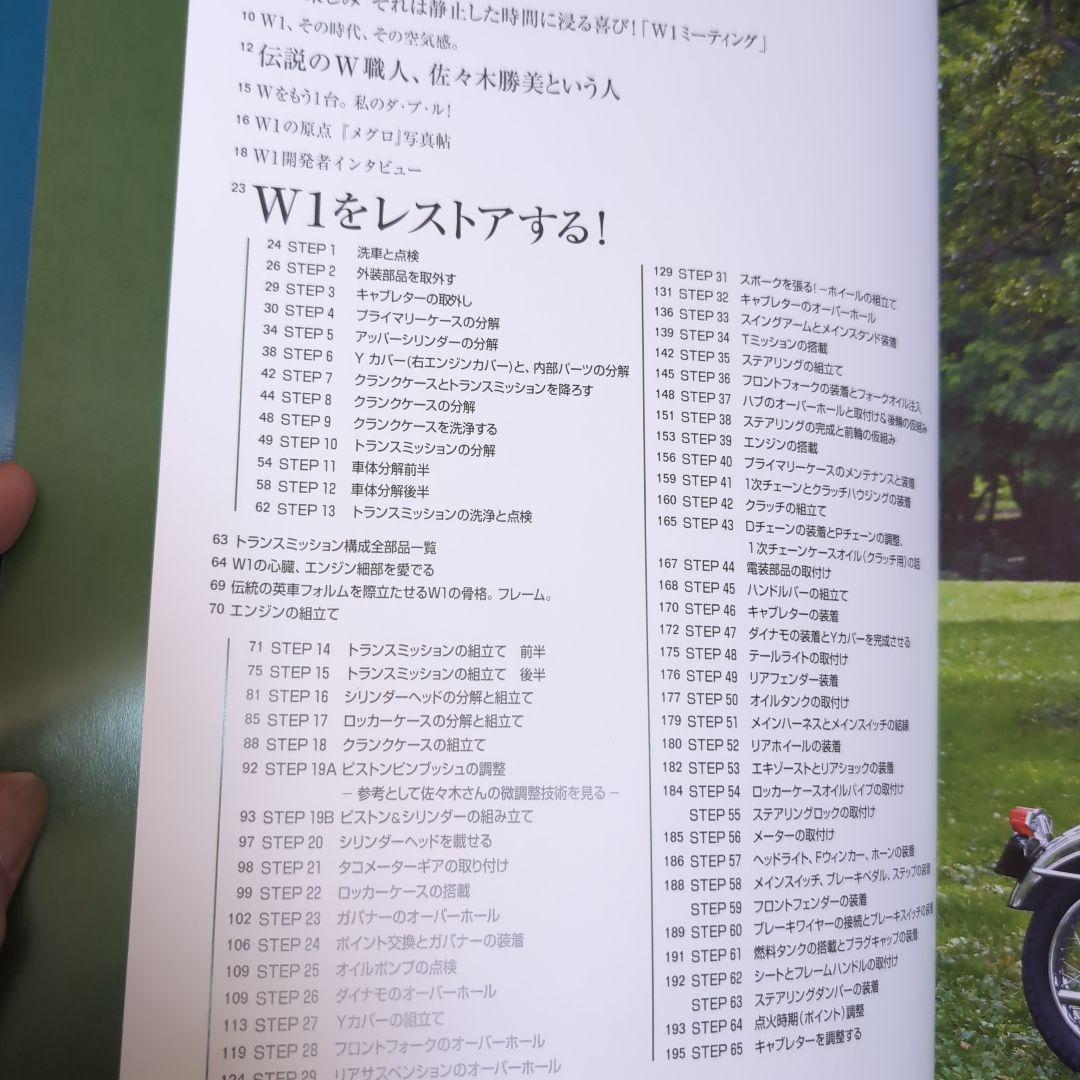 それは静止した時間に浸る喜び！「W1ミーティング」
10 W1、その時代、その空気感。
12 伝説のW職人、佐々木勝美という人
15 Wをもう1台。私のダ・ブ・ル！
16 W1の原点『メグロ』写真帖
18 W1開発者インタビュー
23 W1をレストアする！
24 STEP 1 洗車と点検
26 STEP 2 外装部品を取外す
29 STEP 3 キャブレターの取外し
30 STEP 4 プライマリーケースの分解
34 STEP 5 アッパーシリンダーの分解
38 STEP 6 Y カバー（右エンジンカバー）と、内部パーツの分解
42 STEP 7 クランクケースとトランスミッションを降ろす
44 STEP 8 クランクケースの分解
48 STEP 9 クランクケースを洗浄する
49 STEP 10 トランスミッションの分解
54 STEP 11 車体分解前半
58 STEP 12 車体分解後半
62 STEP 13 トランスミッションの洗浄と点検
63 トランスミッション構成全部品一覧
64 W1の心臓、エンジン細部を愛でる
69 伝統の英車フォルムを際立たせるW1の骨格。フレーム。
70 エンジンの組立て
71 STEP 14 トランスミッションの組立て　前半
75 STEP 15 トランスミッションの組立て　後半
81 STEP 16 シリンダーヘッドの分解と組立て
85 STEP 17 ロッカーケースの分解と組立て
88 STEP 18 クランクケースの組立て
92 STEP 19A ピストンピンブッシュの調整
－参考として佐々木さんの微調整技術を見る－
93 STEP 19B ピストン＆シリンダーの組み立て
97 STEP 20 シリンダーヘッドを載せる
98 STEP 21 タコメーターギアの取り付け
99 STEP 22 ロッカーケースの搭載
102 STEP 23 ガバナーのオーバーホール
106 STEP 24 ポイント交換とガバナーの装着
109 STEP 25 オイルポンプの点検
109 STEP 26 ダイナモのオーバーホール
113 STEP 27 Yカバーの組立て
119 STEP 28 フロントフォークのオーバーホール
124 STEP 29 リアサスペンションのオーバーホール
129 STEP 31 スポークを張る！－ホイールの組立て
131 STEP 32 キャブレターのオーバーホール
136 STEP 33 スイングアームとメインスタンド装着
139 STEP 34 Tミッションの搭載
142 STEP 35 ステアリングの組立て
145 STEP 36 フロントフォークの装着とフォークオイル注入
148 STEP 37 ハブのオーバーホールと取付け＆後輪の仮組み
151 STEP 38 ステアリングの完成と前輪の仮組み
153 STEP 39 エンジンの搭載
156 STEP 40 プライマリーケースのメンテナンスと装着
159 STEP 41 1次チェーンとクラッチハウジングの装着
160 STEP 42 クラッチの組立て
165 STEP 43 Dチェーンの装着とPチェーンの調整、
1次チェーンケースオイル（クラッチ用）の話
167 STEP 44 電装部品の取付け
168 STEP 45 ハンドルバーの組立て
170 STEP 46 キャブレターの装着
172 STEP 47 ダイナモの装着とYカバーを完成させる
175 STEP 48 テールライトの取付け
176 STEP 49 リアフェンダー装着
177 STEP 50 オイルタンクの取付け
179 STEP 51 メインハーネスとメインスイッチの結線
180 STEP 52 リアホイールの装着
182 STEP 53 エキゾーストとリアショックの装着
184 STEP 54 ロッカーケースオイルパイプの取付け
STEP 55 ステアリングロックの取付け
185 STEP 56 メーターの取付け
186 STEP 57 ヘッドライト、Fウィンカー、ホーンの装着
188 STEP 58 メインスイッチ、ブレーキペダル、ステップの装着
STEP 59 フロントフェンダーの装着
189 STEP 60 ブレーキワイヤーの接続とブレーキスイッチの装着
191 STEP 61 燃料タンクの搭載とプラグキャップの装着
192 STEP 62 シートとフレームハンドルの取付け
STEP 63 ステアリングダンパーの装着
193 STEP 64 点火時期（ポイント）調整
195 STEP 65 キャブレターを調整する